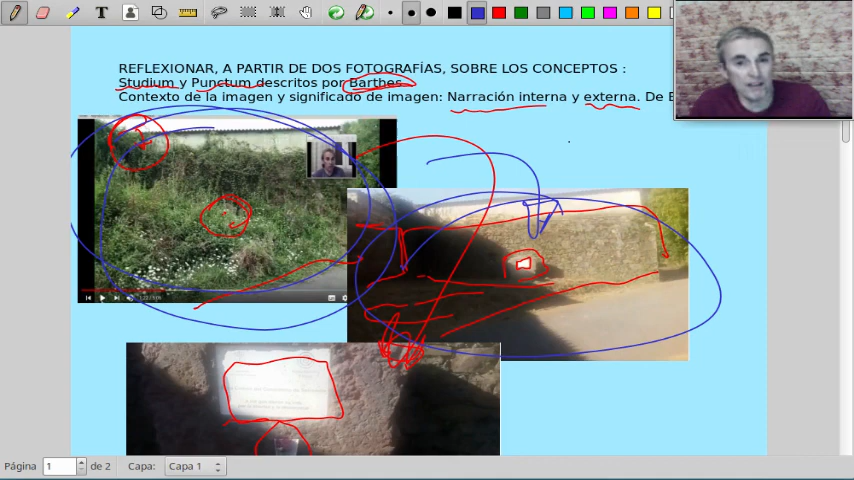 REFLEXIONAR, A PARTIR DE DOS FOTOGRAFÍAS, SOBRE LOS CONCEPTOS :
Studium y Punctum descritos por Barthes
Contexto de la imagen y significado de imagen: Narración interna y externa. De
Página 1 de 2 Capa: Capa 1